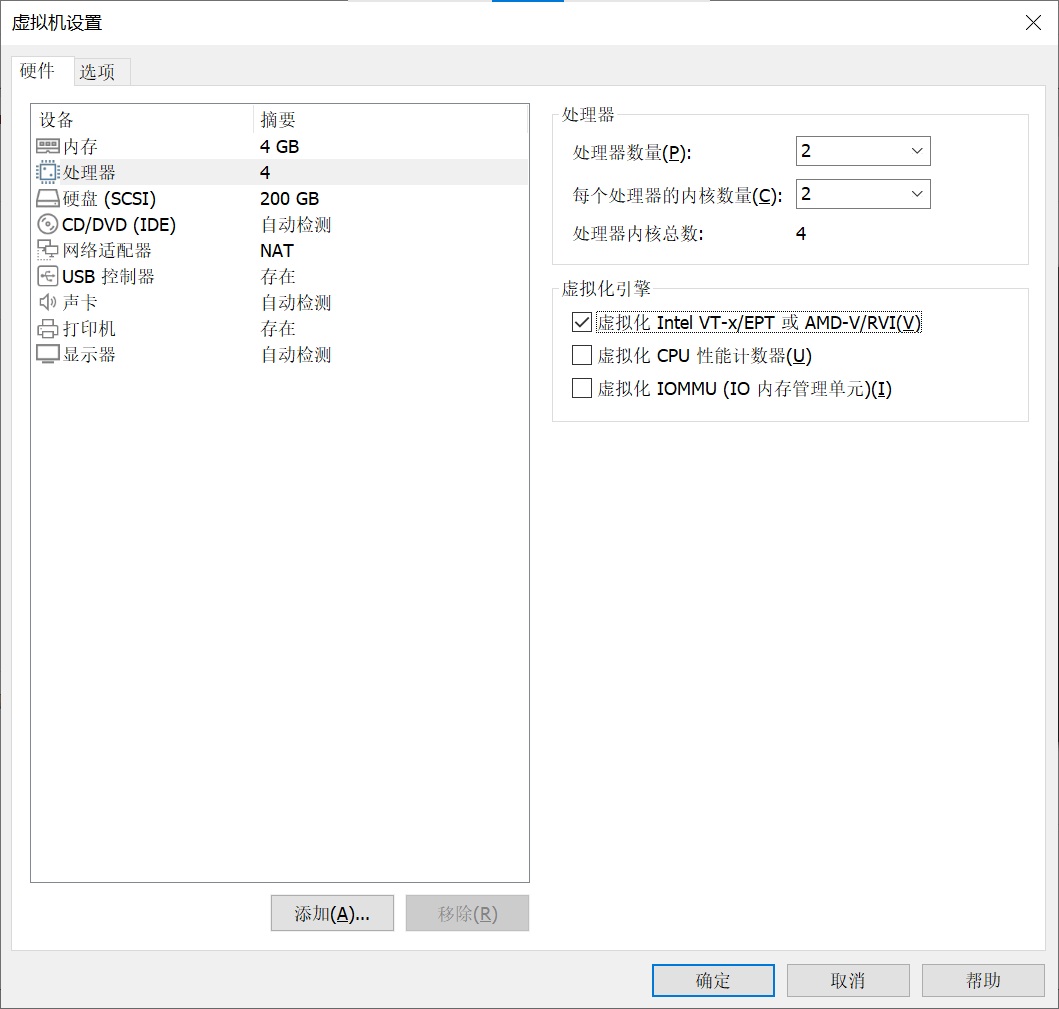 虚拟机设置
硬件 选项
设备 摘要
内存 4 GB
处理器 4
硬盘 (SCSI) 200 GB
CD/DVD (IDE) 自动检测
网络适配器 NAT
USB 控制器 存在
声卡 自动检测
打印机 存在
显示器 自动检测
添加(A)... 移除(R)
处理器
处理器数量(P): 2
每个处理器的内核数量(C): 2
处理器内核总数: 4
虚拟化引擎
虚拟化 Intel VT-x/EPT 或 AMD-V/RVI(V)
虚拟化 CPU 性能计数器(U)
虚拟化 IOMMU (IO 内存管理单元)(I)
确定 取消 帮助